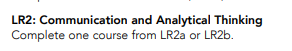 LR2: Communication and Analytical Thinking
Complete one course from LR2a or LR2b.